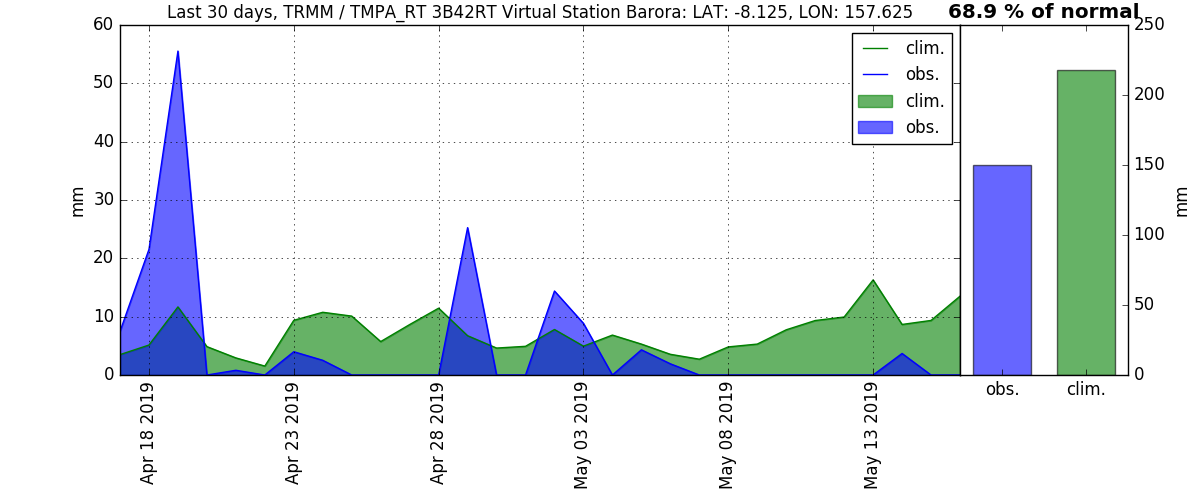 Last 30 days, TRMM / TMPA_RT 3B42RT Virtual Station Barora: LAT: -8.125, LON: 157.625
68.9 % of normal
60
50
40
30
20
10
0
mm
clim.
obs.
clim.
obs.
250
200
150
100
50
0
mm
Apr 18 2019
Apr 23 2019
Apr 28 2019
May 03 2019
May 08 2019
May 13 2019
obs.
clim.